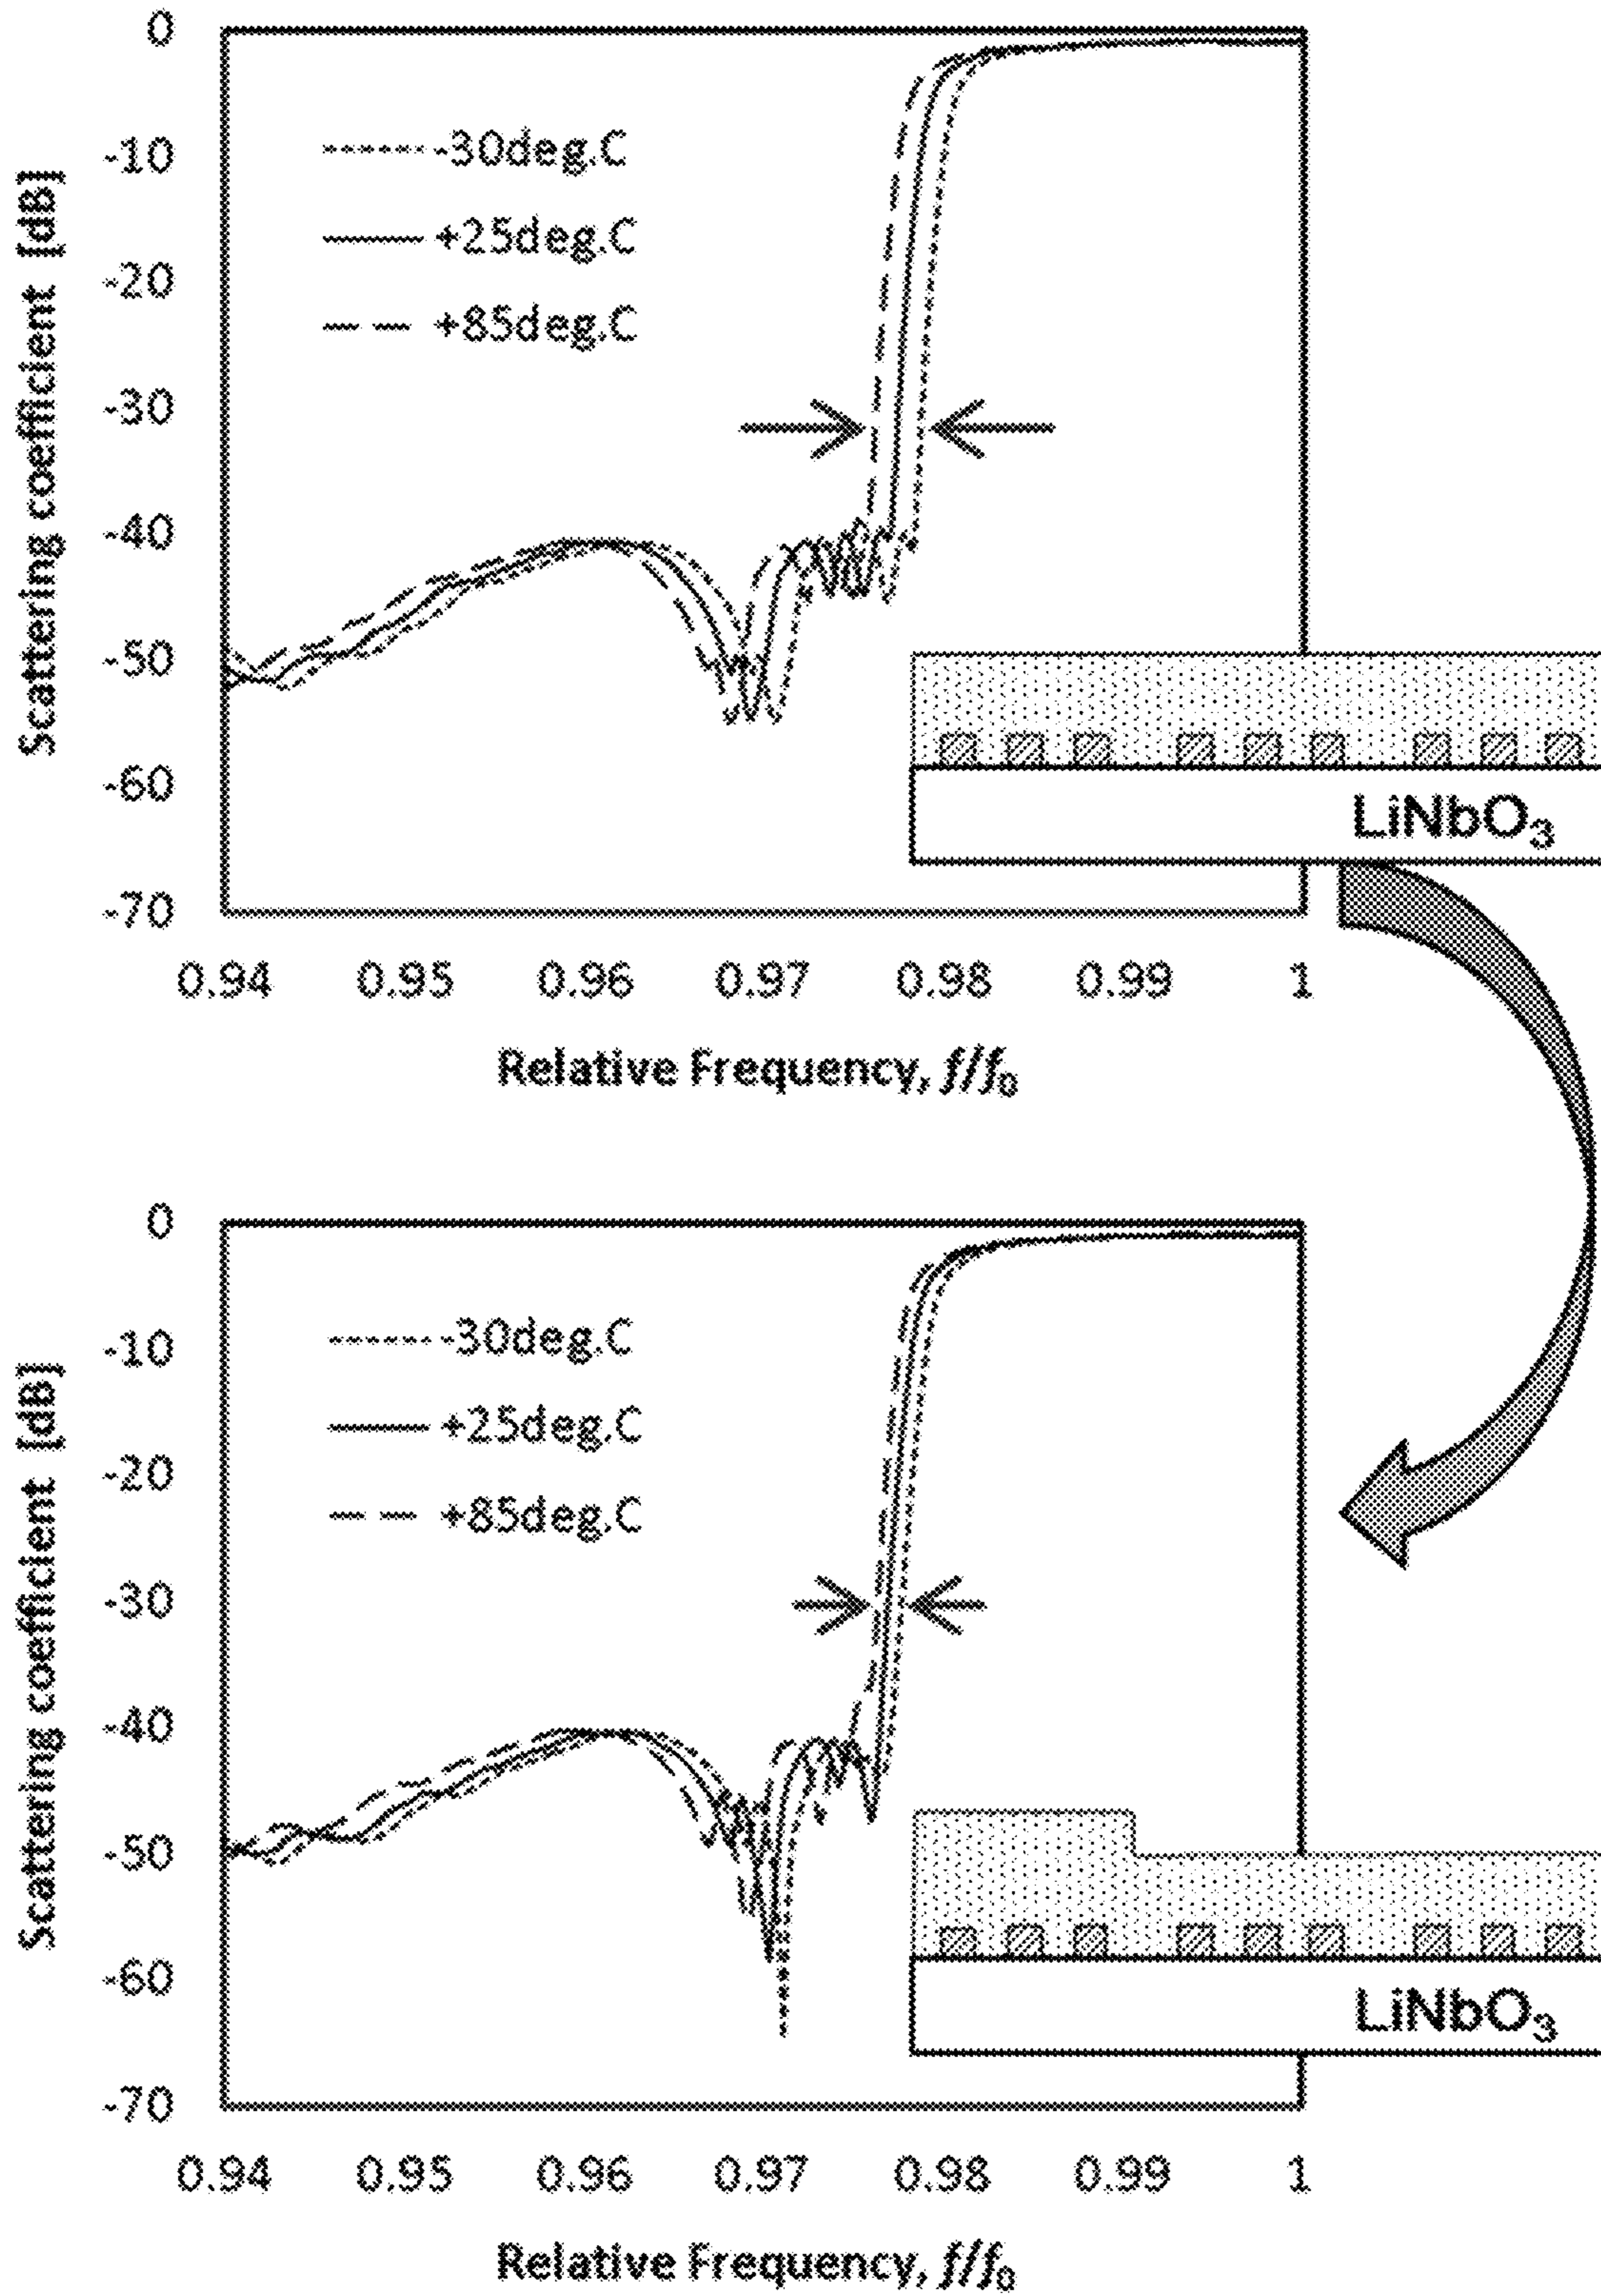 Scattering coefficient [dB]
0
-10
-20
-30
-40
-50
-60
-70
-30deg.C
+25deg.C
+85deg.C
LiNbO3
0.94 0.95 0.96 0.97 0.98 0.99 1
Relative Frequency, f/f0
Scattering coefficient [dB]
0
-10
-20
-30
-40
-50
-60
-70
-30deg.C
+25deg.C
+85deg.C
LiNbO3
0.94 0.95 0.96 0.97 0.98 0.99 1
Relative Frequency, f/f0